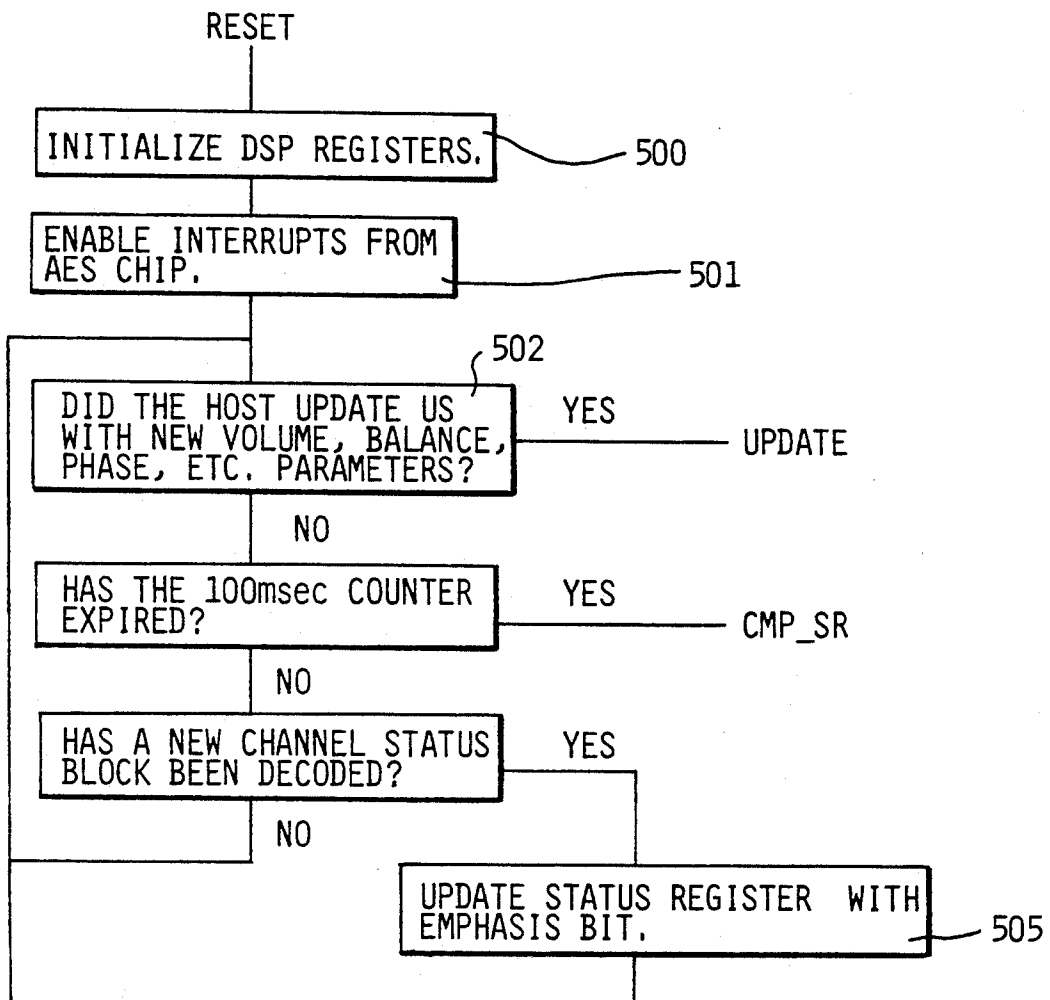 RESET
INITIALIZE DSP REGISTERS.
500
ENABLE INTERRUPTS FROM
AES CHIP.
501
502
DID THE HOST UPDATE US
WITH NEW VOLUME, BALANCE,
PHASE, ETC. PARAMETERS?
YES
UPDATE
NO
HAS THE 100msec COUNTER
EXPIRED?
YES
CMP_SR
NO
HAS A NEW CHANNEL STATUS
BLOCK BEEN DECODED?
YES
NO
UPDATE STATUS REGISTER WITH
EMPHASIS BIT.
505